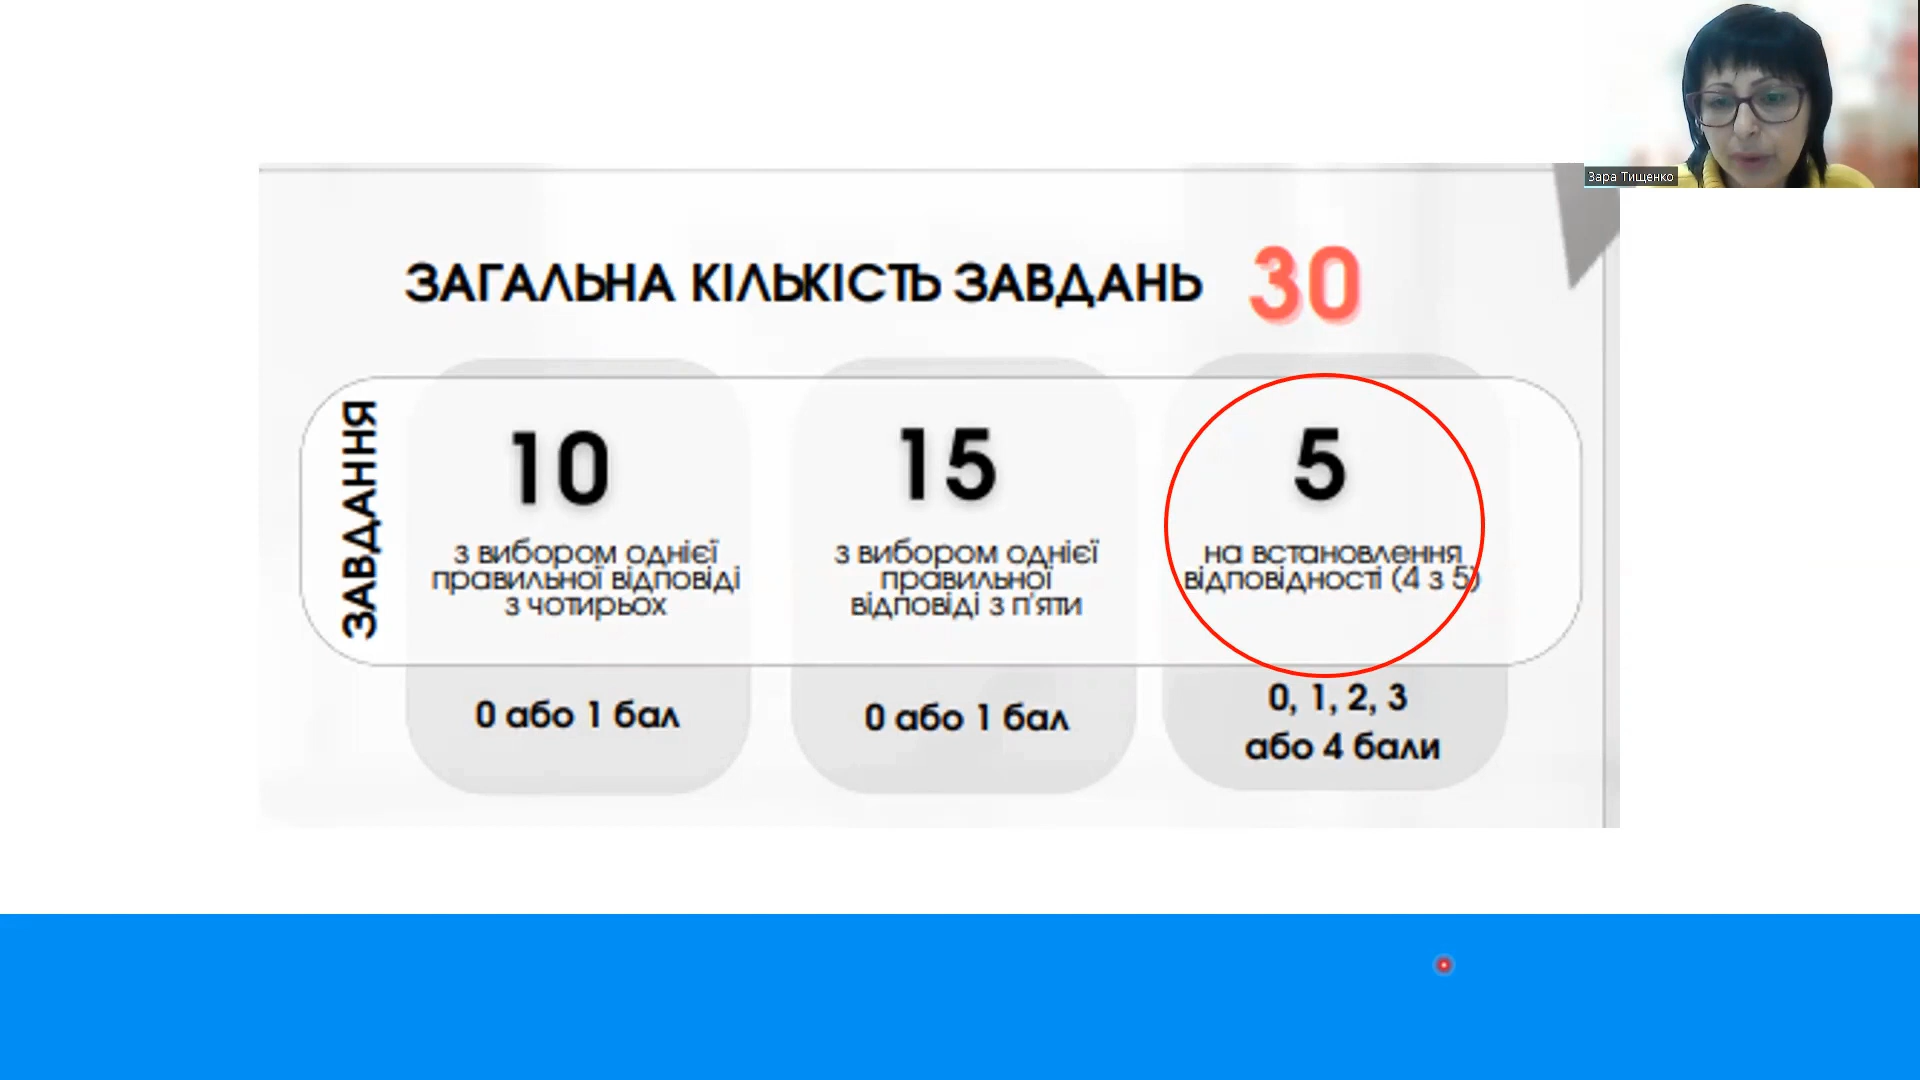 Зара Тищенко
ЗАГАЛЬНА КІЛЬКІСТЬ ЗАВДАНЬ 30
ЗАВДАННЯ
10
з вибором однієї
правильної відповіді
з чотирьох
0 або 1 бал
15
з вибором однієї
правильної
відповіді з п'яти
0 або 1 бал
5
на встановлення
відповідності (4 з 5)
0, 1, 2, 3
або 4 бали